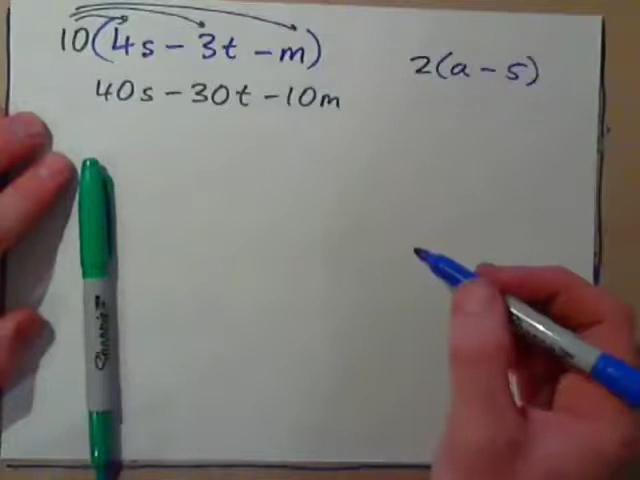 10(4s - 3t - m)
40s - 30t - 10m
2(a - 5)
Sharpie